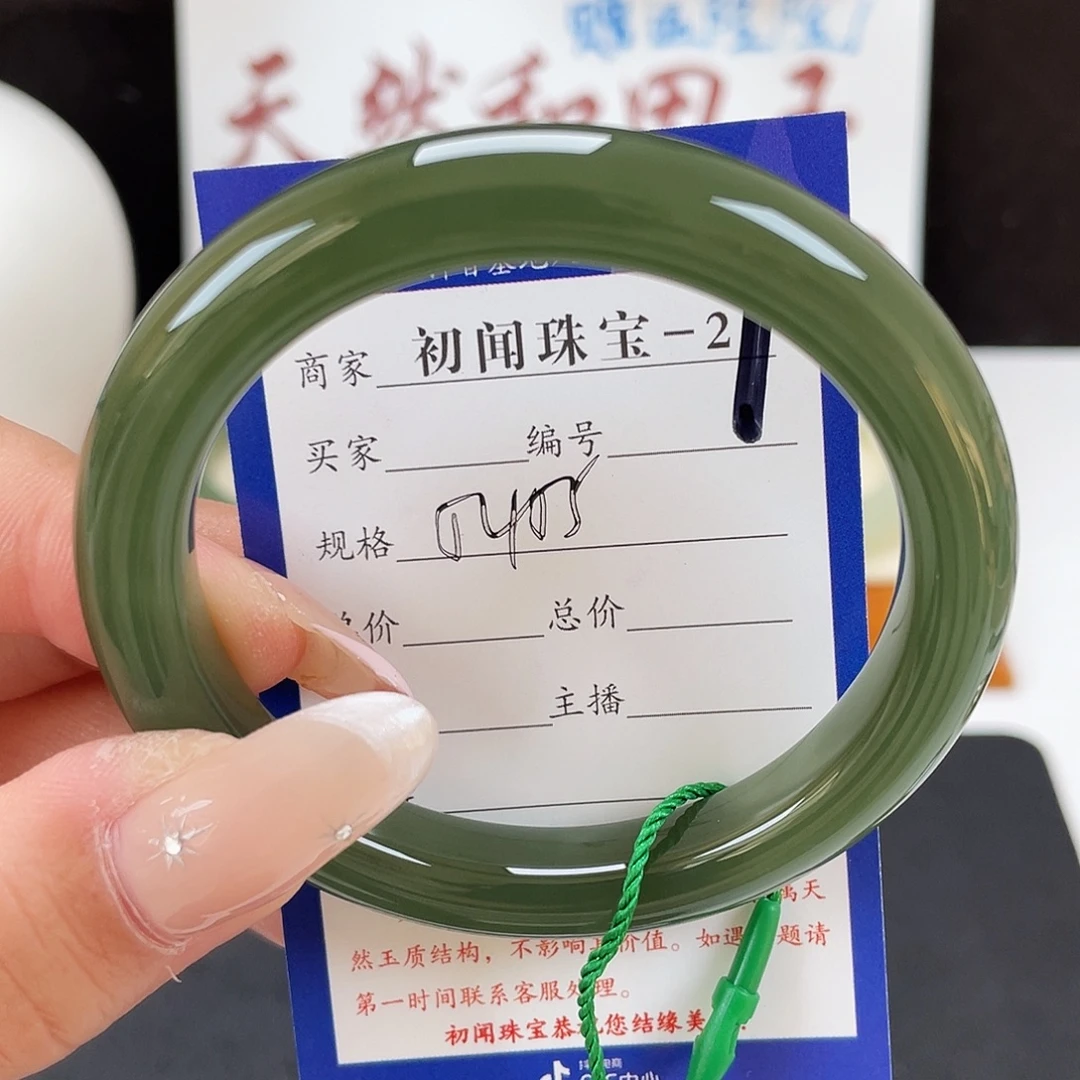 天然和田玉
商家 初闻珠宝-2
买家 编号
规格 0405
价 总价
主播
然玉质结构，不影响其价值。如遇 题请
第一时间联系客服处理。
初闻珠宝恭祝您结缘美